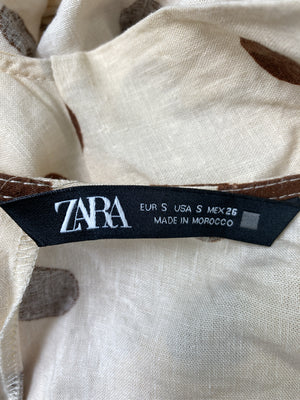 ZARA
EUR S USA S MEX 26
MADE IN MOROCCO